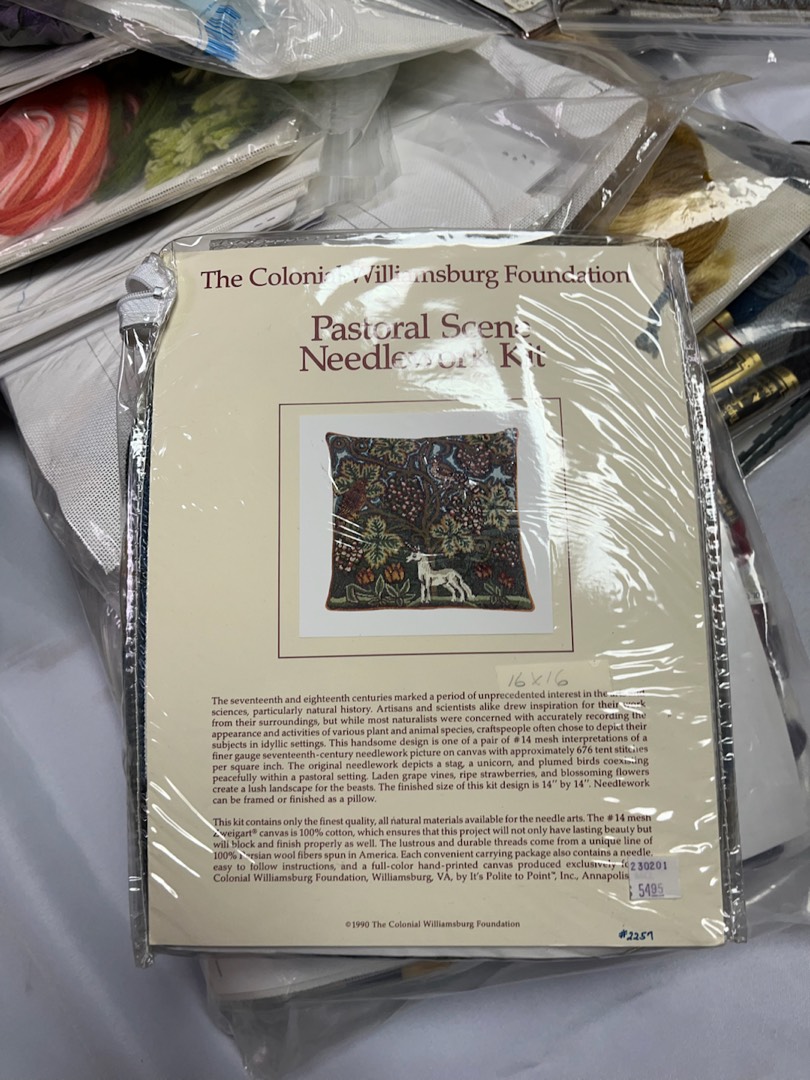 The Colonial Williamsburg Foundation
Pastoral Scene
Needlework Kit
16 x 16
The seventeenth and eighteenth centuries marked a period of unprecedented interest in the
sciences, particularly natural history. Artisans and scientists alike drew inspiration for their work
from their surroundings, but while most naturalists were concerned with accurately recording the
appearance and activities of various plant and animal species, craftspeople often chose to depict their
subjects in idyllic settings. This handsome design is one of a pair of #14 mesh interpretations of a
finer gauge seventeenth-century needlework picture on canvas with approximately 676 tent stitches
per square inch. The original needlework depicts a stag, a unicorn, and plumed birds coexisting
peacefully within a pastoral setting. Laden grape vines, ripe strawberries, and blossoming flowers
create a lush landscape for the beasts. The finished size of this kit design is 14" by 14". Needlework
can be framed or finished as a pillow.
This kit contains only the finest quality, all natural materials available for the needle arts. The #14 mesh
Zweigart® canvas is 100% cotton, which ensures that this project will not only have lasting beauty but
will block and finish properly as well. The lustrous and durable threads come from a unique line of
100% Persian wool fibers spun in America. Each convenient carrying package also contains a needle,
easy to follow instructions, and a full-color hand-printed canvas produced exclusively
Colonial Williamsburg Foundation, Williamsburg, VA, by It's Polite to Point™, Inc., Annapolis
230201
$ 5495
©1990 The Colonial Williamsburg Foundation
#2257